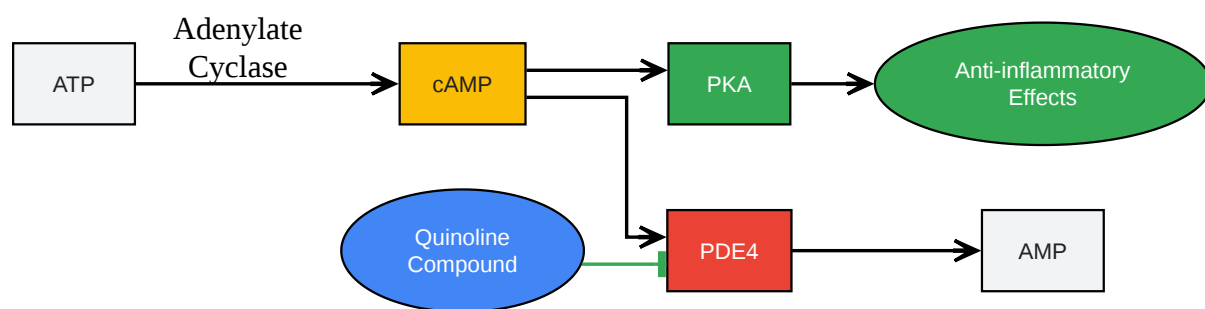 Adenylate
Cyclase
ATP
cAMP
PKA
Anti-inflammatory
Effects
Quinoline
Compound
PDE4
AMP